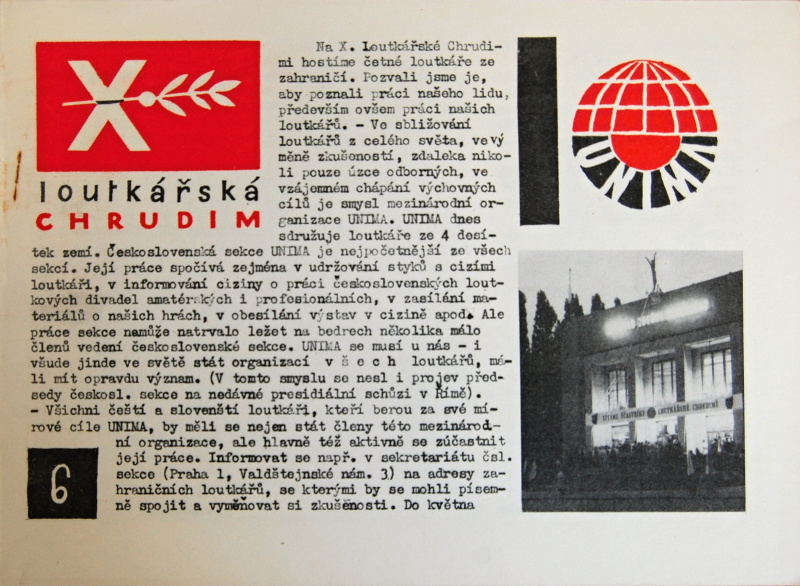 X
loutkářská
CHRUDIM
Na X. Loutkářské Chrudi-
mi hostíme četné loutkáře ze
zahraničí. Pozvali jsme je,
aby poznali práci našeho lidu,
především ovšem práci našich
loutkářů. - Ve sbližování
loutkářů z celého světa, ve vý
měně zkušeností, zdaleka niko-
li pouze úzce odborných, ve
vzájemném chápání výchovných
cílů je smysl mezinárodní or-
ganizace UNIMA. UNIMA dnes
sdružuje loutkáře ze 4 desí-
tek zemí. Československá sekce UNIMA je nejpočetnější ze všech
sekcí. Její práce spočívá zejména v udržování styků s cizími
loutkáři, v informování ciziny o práci československých lout-
kových divadel amatérských i profesionálních, v zasílání ma-
teriálů o našich hrách, v obesílání výstav v cizině apod. Ale
práce sekce namůže natrvalo ležet na bedrech několika málo
členů vedení československé sekce. UNIMA se musí u nás - i
všude jinde ve světě stát organizací v š e c h loutkářů, má-
li mít opravdu význam. (V tomto smyslu se nesl i projev před-
sedy českosl. sekce na nedávné presidiální schůzi v Římě).
- Všichni čeští a slovenští loutkáři, kteří berou za své mí-
rové cíle UNIMA, by měli se nejen stát členy této mezinárod-
ní organizace, ale hlavně též aktivně se zúčastnit
její práce. Informovat se např. v sekretariátu čsl.
sekce (Praha 1, Valdštejnské nám. 3) na adresy za-
hraničních loutkářů, se kterými by se mohli písem-
ně spojit a vyměňovat si zkušenosti. Do května
6
UNIMA
VÍTÁME ÚČASTNÍKY LOUTKÁŘSKÉ CHRUDIMI